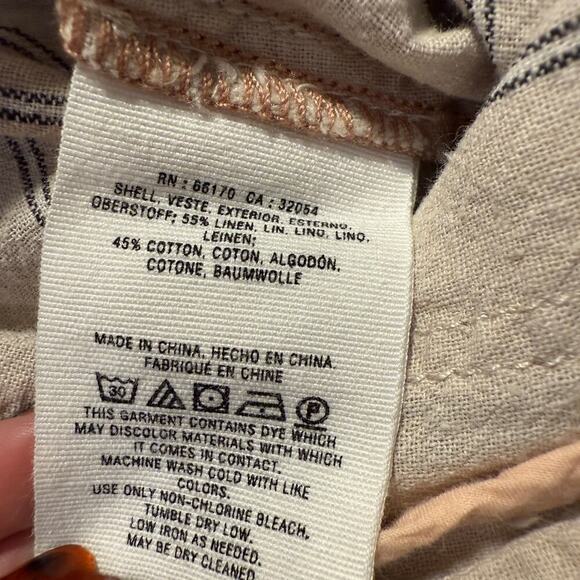 RN : 66170 CA : 32054
SHELL, VESTE, EXTERIOR, ESTERNO,
OBERSTOFF; 55% LINEN, LIN, LINO, LINO,
LEINEN;
45% COTTON, COTON, ALGODÓN,
COTONE, BAUMWOLLE
MADE IN CHINA, HECHO EN CHINA,
FABRIQUÉ EN CHINE
30 P
THIS GARMENT CONTAINS DYE WHICH
MAY DISCOLOR MATERIALS WITH WHICH
IT COMES IN CONTACT.
MACHINE WASH COLD WITH LIKE
COLORS.
USE ONLY NON-CHLORINE BLEACH.
TUMBLE DRY LOW.
LOW IRON AS NEEDED.
MAY BE DRY CLEANED.